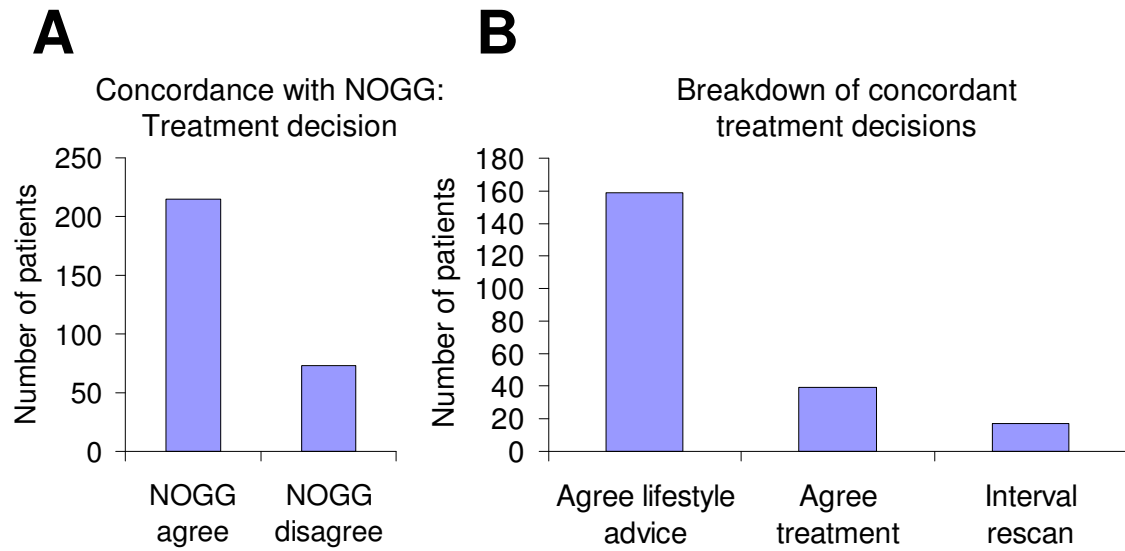 A
Concordance with NOGG:
Treatment decision
Number of patients
250
200
150
100
50
0
NOGG
agree
NOGG
disagree
B
Breakdown of concordant
treatment decisions
Number of patients
180
160
140
120
100
80
60
40
20
0
Agree lifestyle
advice
Agree
treatment
Interval
rescan